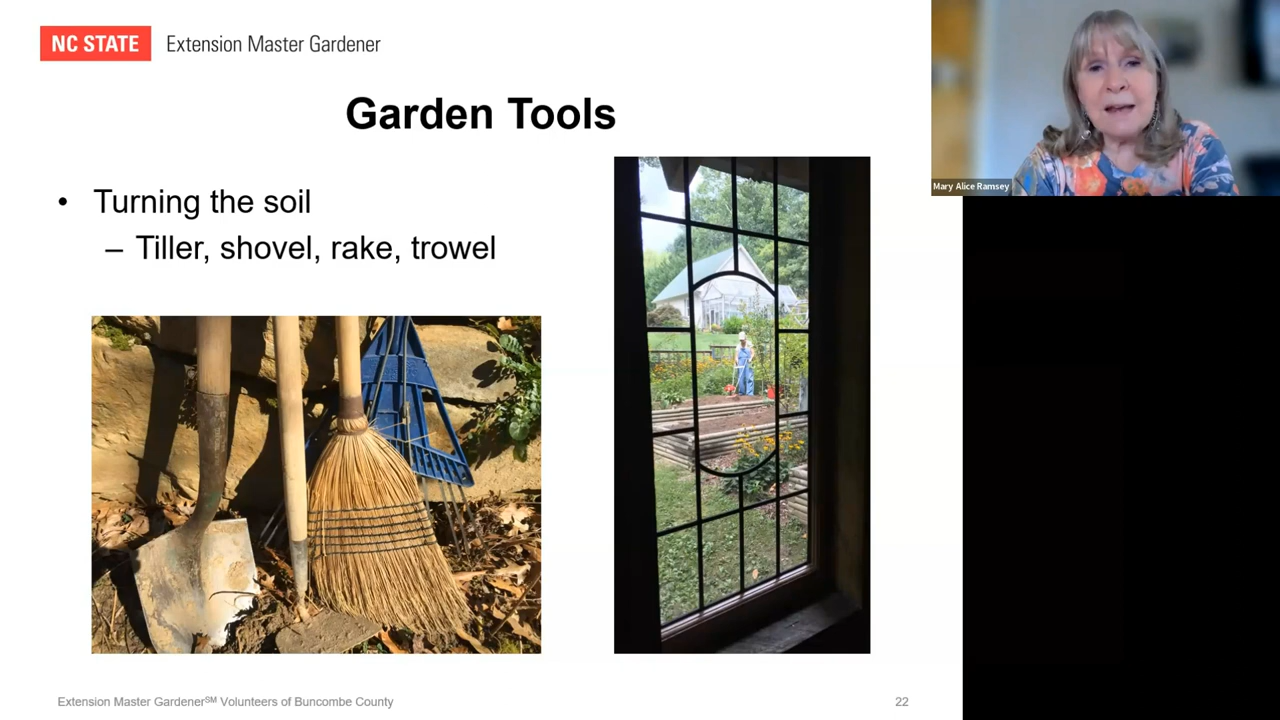 NC STATE Extension Master Gardener
Garden Tools
• Turning the soil
– Tiller, shovel, rake, trowel
Mary Alice Ramsey
Extension Master Gardener℠ Volunteers of Buncombe County
22